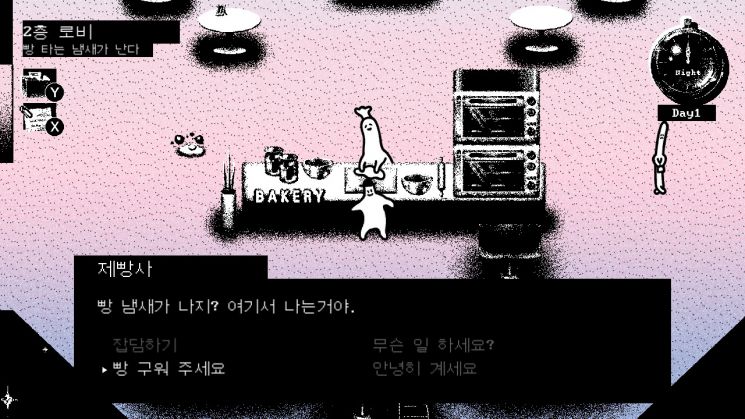 2층 로비
빵 타는 냄새가 난다
Y
X
Night
Day1
BAKERY
제빵사
빵 냄새가 나지? 여기서 나는거야.
잡담하기
무슨 일 하세요?
빵 구워 주세요
안녕히 계세요